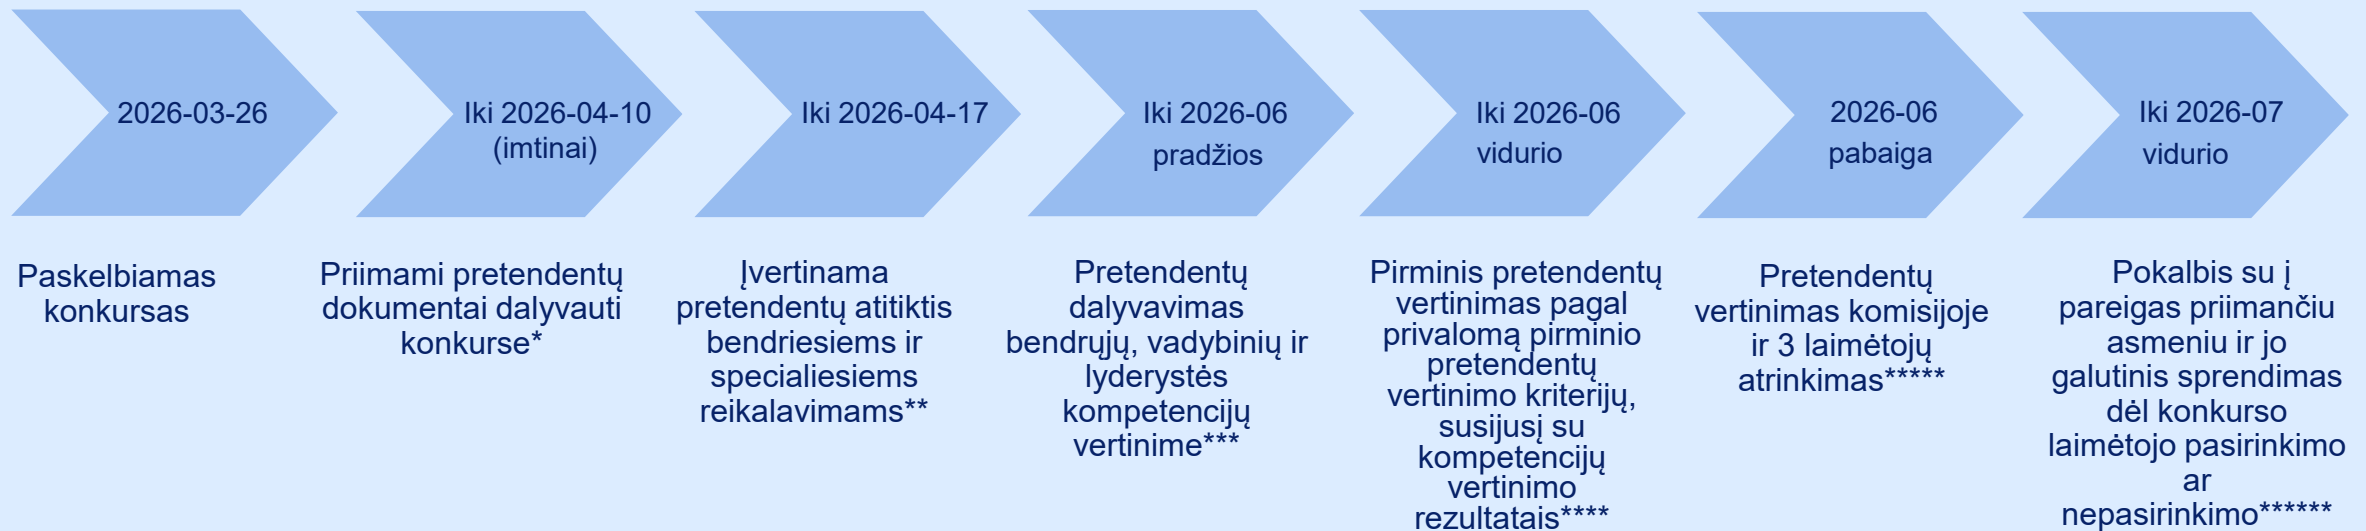 2026-03-26
Iki 2026-04-10
(imtinai)
Iki 2026-04-17
Iki 2026-06
pradžios
Iki 2026-06
vidurio
2026-06
pabaiga
Iki 2026-07
vidurio
Paskelbiamas
konkursas
Priimami pretendentų
dokumentai dalyvauti
konkurse*
Įvertinama
pretendentų atitiktis
bendriesiems ir
specialiesiems
reikalavimams**
Pretendentų
dalyvavimas
bendrųjų, vadybinių ir
lyderystės
kompetencijų
vertinime***
Pirminis pretendentų
vertinimas pagal
privalomą pirminio
pretendentų
vertinimo kriterijų,
susijusį su
kompetencijų
vertinimo
rezultatais****
Pretendentų
vertinimas komisijoje
ir 3 laimėtojų
atrinkimas*****
Pokalbis su į
pareigas priimančiu
asmeniu ir jo
galutinis sprendimas
dėl konkurso
laimėtojo pasirinkimo
ar
nepasirinkimo******